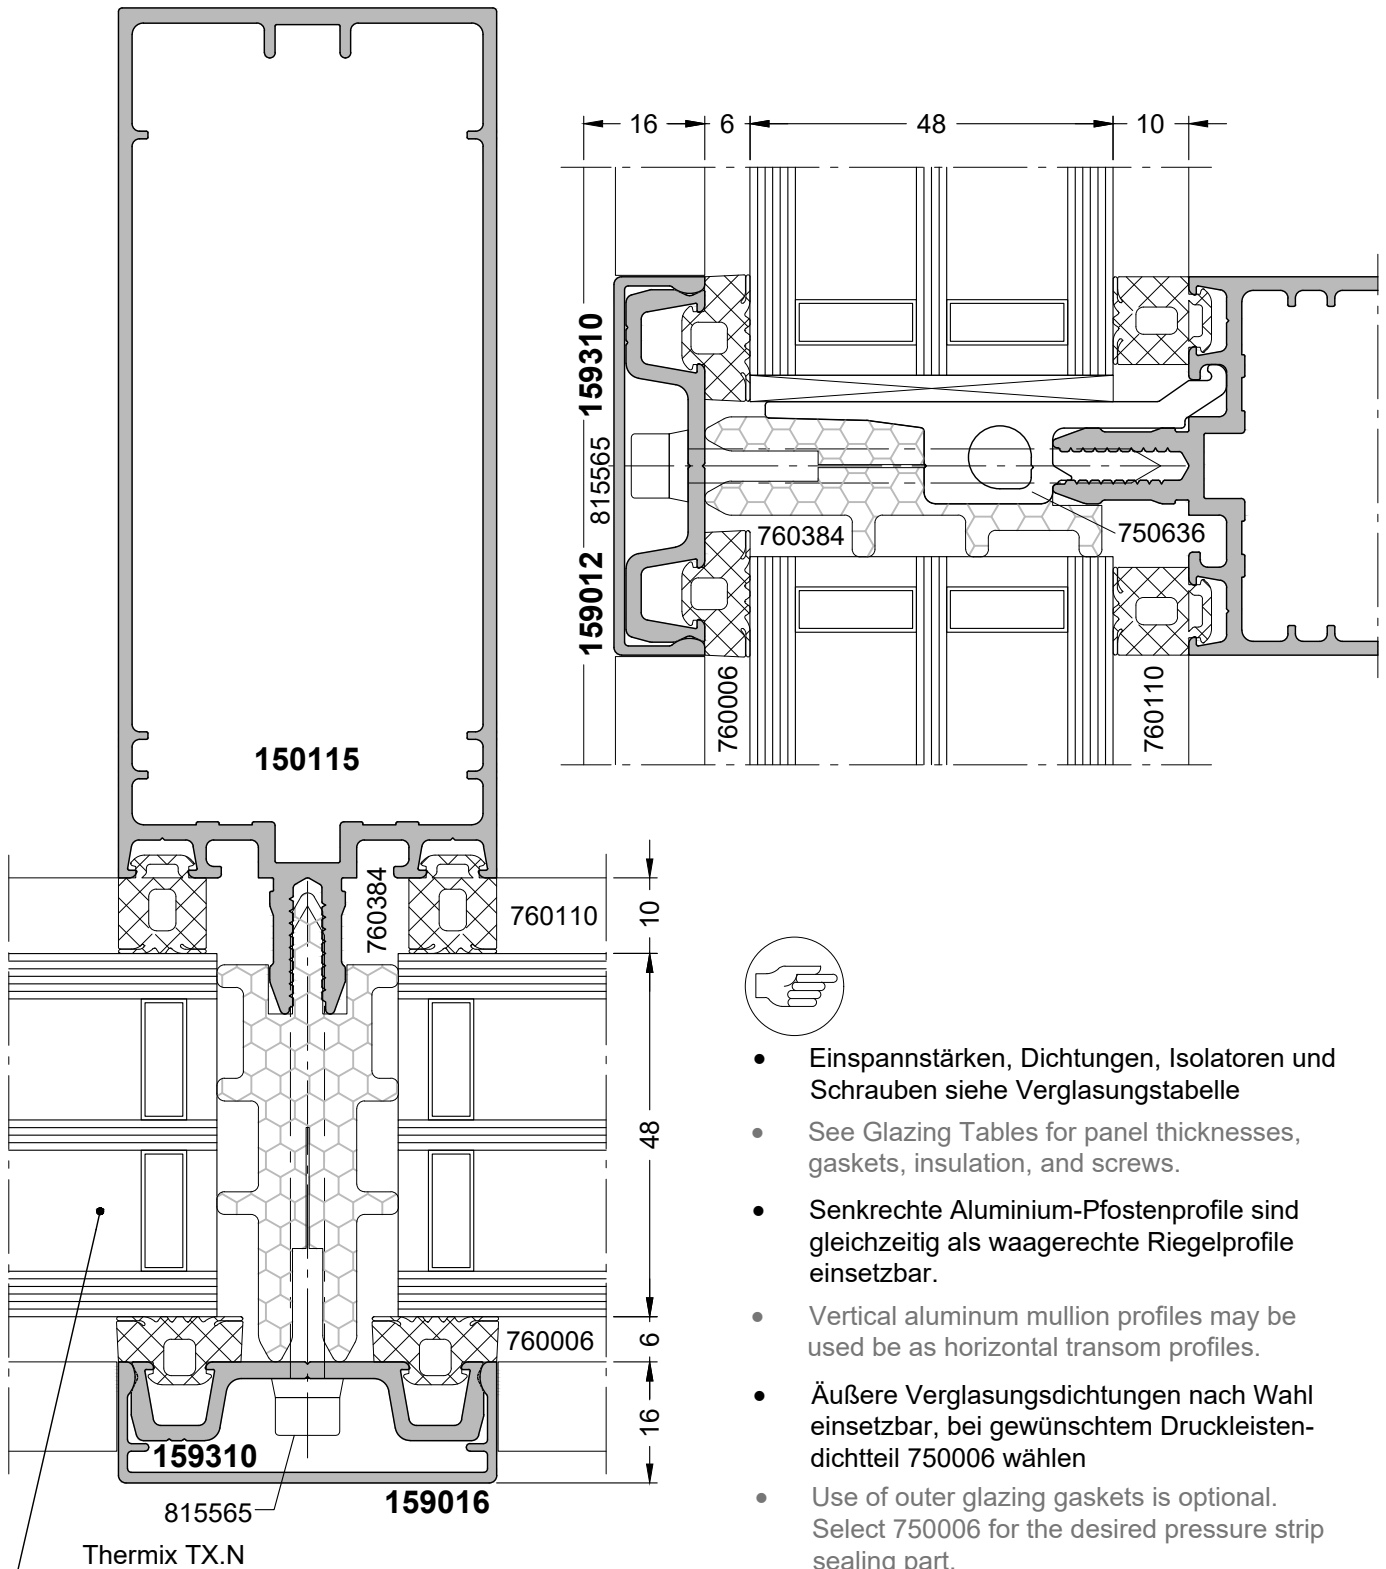 16
6
48
10
159310
815565
159012
760384
750636
760006
760110
150115
760384
760110
10
48
760006
6
16
159310
815565
159016
Thermix TX.N
• Einspannstärken, Dichtungen, Isolatoren und
Schrauben siehe Verglasungstabelle
• See Glazing Tables for panel thicknesses,
gaskets, insulation, and screws.
• Senkrechte Aluminium-Pfostenprofile sind
gleichzeitig als waagerechte Riegelprofile
einsetzbar.
• Vertical aluminum mullion profiles may be
used be as horizontal transom profiles.
• Äußere Verglasungsdichtungen nach Wahl
einsetzbar, bei gewünschtem Druckleisten-
dichtteil 750006 wählen
• Use of outer glazing gaskets is optional.
Select 750006 for the desired pressure strip
sealing part.